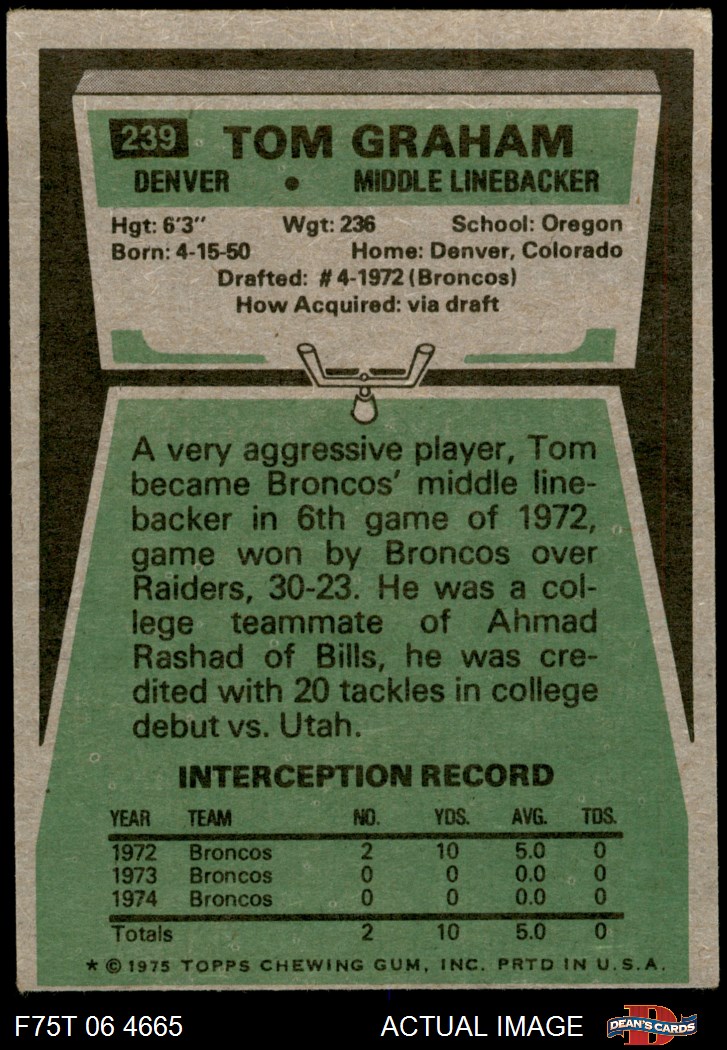 239 TOM GRAHAM
DENVER • MIDDLE LINEBACKER
Hgt: 6'3" Wgt: 236 School: Oregon
Born: 4-15-50 Home: Denver, Colorado
Drafted: #4-1972 (Broncos)
How Acquired: via draft
A very aggressive player, Tom
became Broncos' middle line-
backer in 6th game of 1972,
game won by Broncos over
Raiders, 30-23. He was a col-
lege teammate of Ahmad
Rashad of Bills, he was cre-
dited with 20 tackles in college
debut vs. Utah.
INTERCEPTION RECORD
YEAR TEAM NO. YDS. AVG. TDS.
1972 Broncos 2 10 5.0 0
1973 Broncos 0 0 0.0 0
1974 Broncos 0 0 0.0 0
Totals 2 10 5.0 0
* © 1975 TOPPS CHEWING GUM, INC. PRTD IN U.S.A.
F75T 06 4665 ACTUAL IMAGE D DEAN'S CARDS